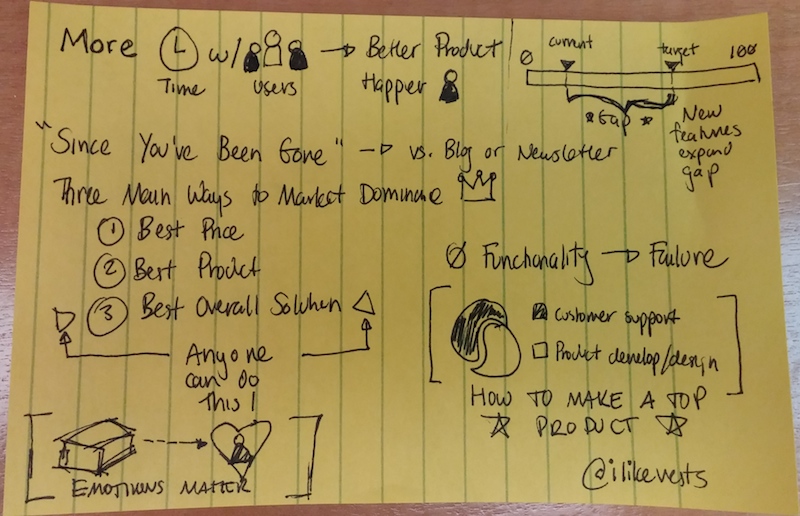 More w/ → Better Product
Time users Happier
0 current target 100
Gap
New
features
expand
gap
"Since You've Been Gone" → vs. Blog or Newsletter
Three Main Ways to Market Dominance
① Best Price
② Best Product
③ Best Overall Solution
Anyone
can do
This!
EMOTIONS MATTER
Ø Functionality → Failure
Customer support
Product develop/design
HOW TO MAKE A TOP
☆ PRODUCT ☆
@ilikevests